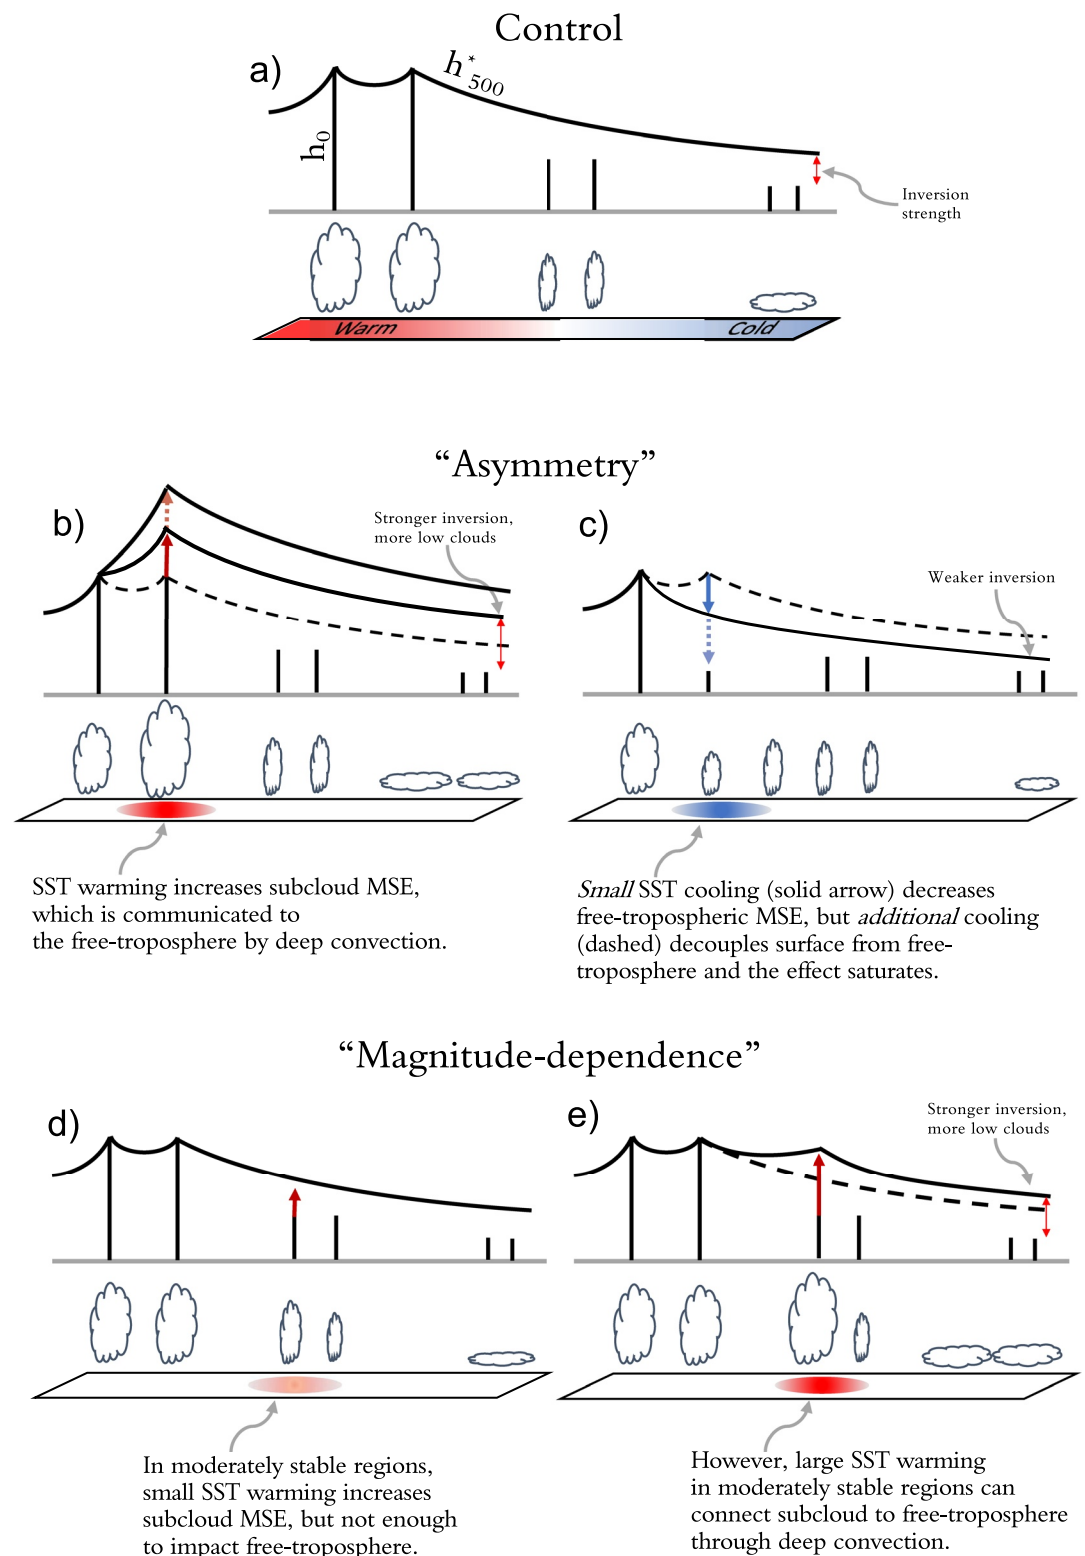 Control
a)
h*500
h0
Inversion
strength
Warm
Cold
“Asymmetry”
b)
Stronger inversion,
more low clouds
c)
Weaker inversion
SST warming increases subcloud MSE,
which is communicated to
the free-troposphere by deep convection.
Small SST cooling (solid arrow) decreases
free-tropospheric MSE, but additional cooling
(dashed) decouples surface from free-
troposphere and the effect saturates.
“Magnitude-dependence”
d)
e)
Stronger inversion,
more low clouds
In moderately stable regions,
small SST warming increases
subcloud MSE, but not enough
to impact free-troposphere.
However, large SST warming
in moderately stable regions can
connect subcloud to free-troposphere
through deep convection.